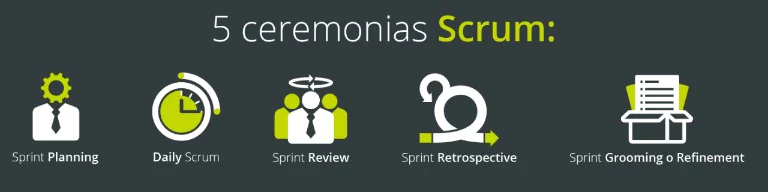 5 ceremonias Scrum:
Sprint Planning
Daily Scrum
Sprint Review
Sprint Retrospective
Sprint Grooming o Refinement